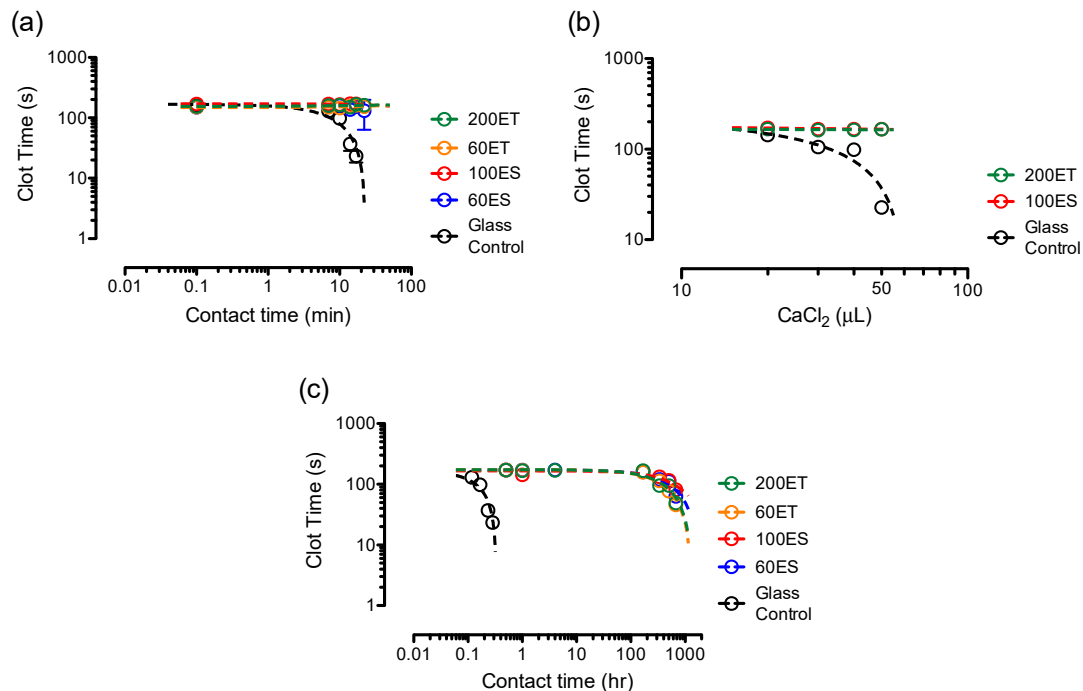 (a)
Clot Time (s)
1000
100
10
1
0.01
0.1
1
10
100
Contact time (min)
200ET
60ET
100ES
60ES
Glass
Control
(b)
Clot Time (s)
1000
100
10
10
50
100
CaCl₂ (μL)
200ET
100ES
Glass
Control
(c)
Clot Time (s)
1000
100
10
1
0.01
0.1
1
10
100
1000
Contact time (hr)
200ET
60ET
100ES
60ES
Glass
Control